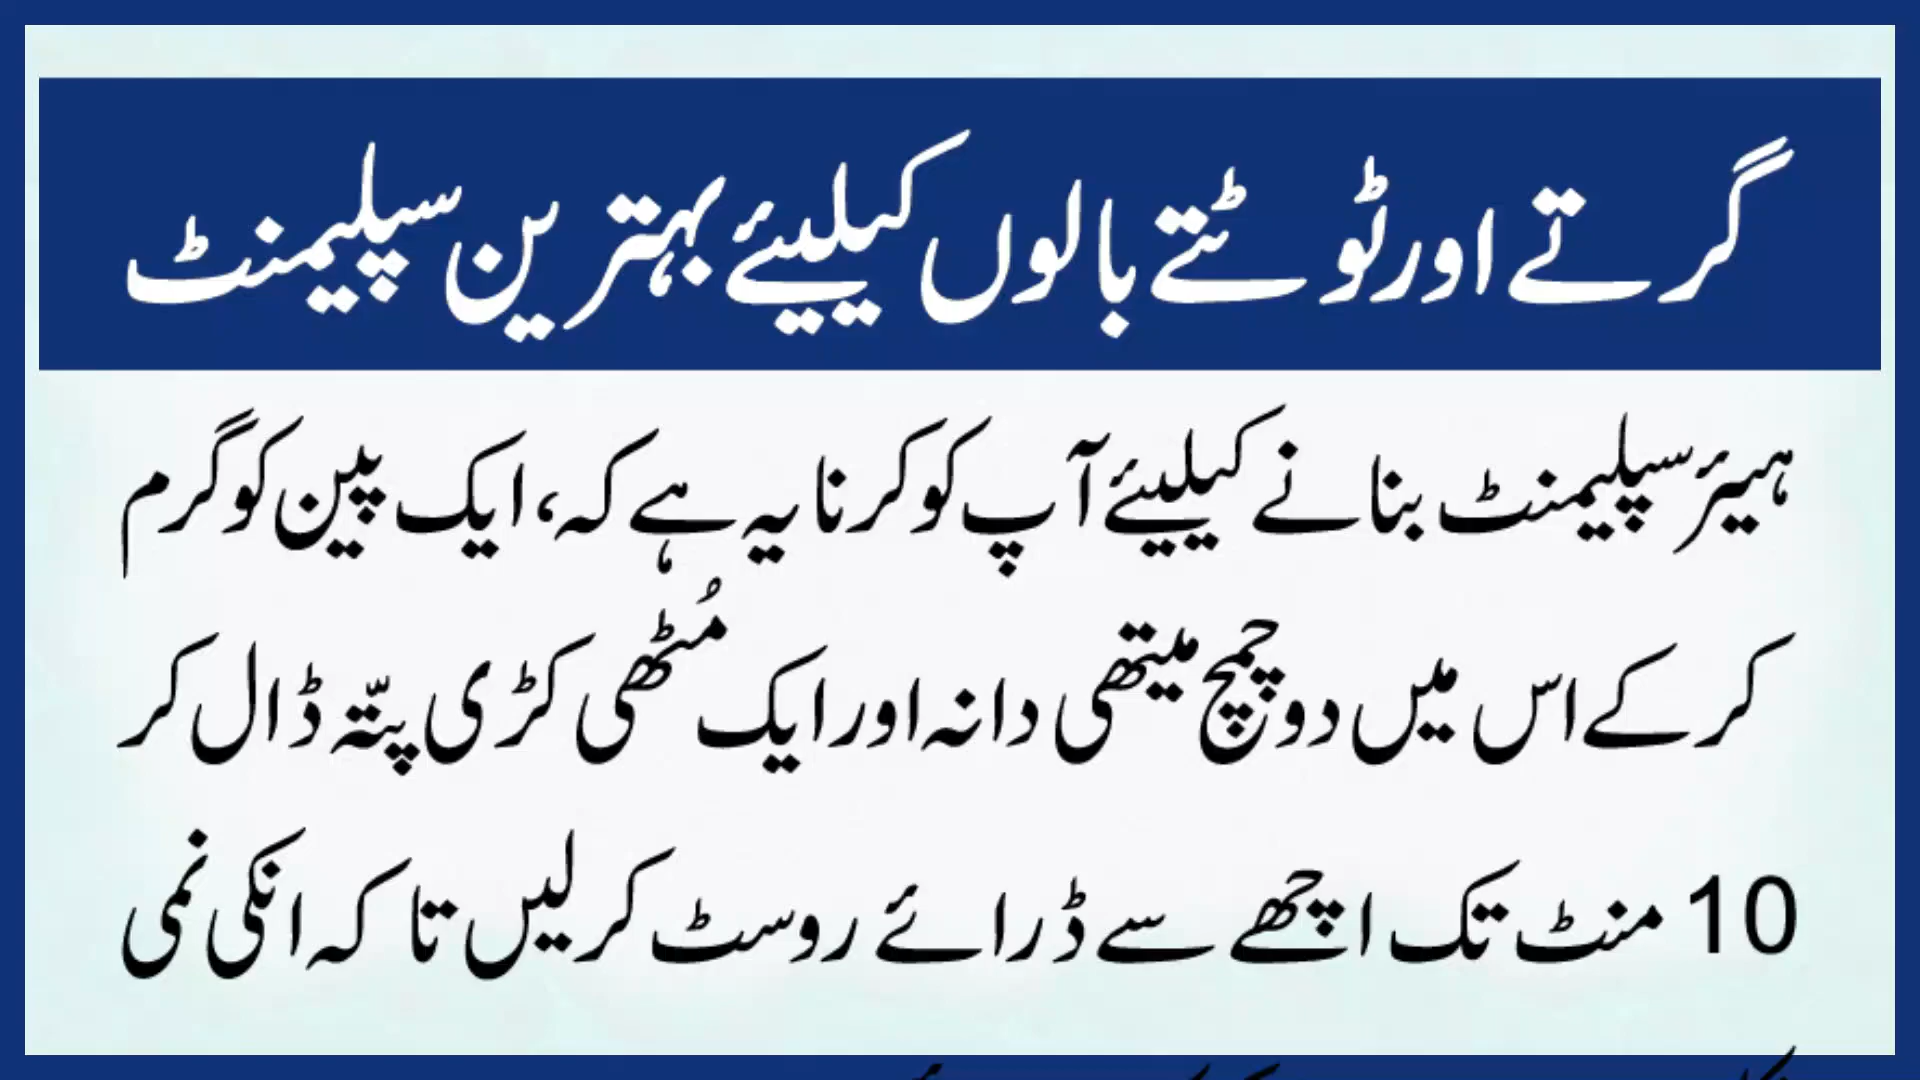 گرتے اور ٹوٹتے بالوں کیلیئے بہترین سپلیمنٹ
ہیئر سپلیمنٹ بنانے کیلیئے آپ کو کرنا یہ ہے کہ، ایک پین کو گرم
کر کے اس میں دو چمچ میتھی دانہ اور ایک مُٹھی کڑی پتّہ ڈال کر
10 منٹ تک اچھے سے ڈرائے روسٹ کر لیں تا کہ انکی نمی